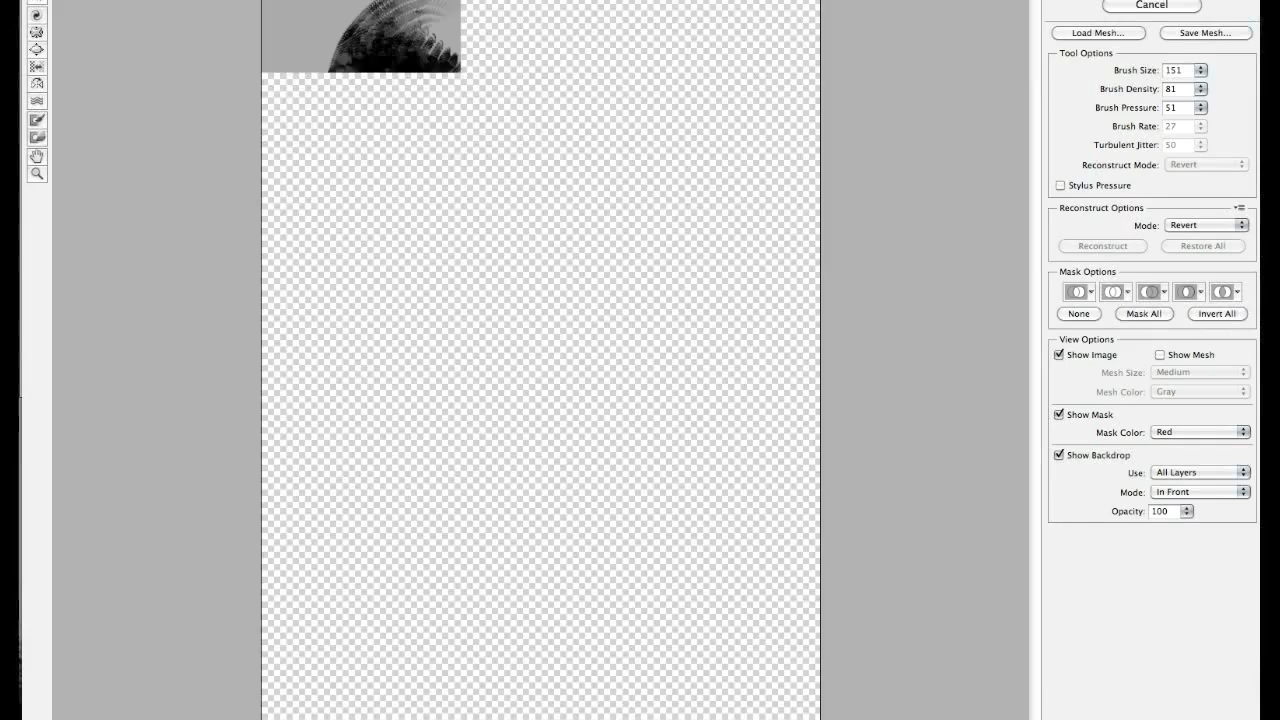 Cancel
Load Mesh... Save Mesh...
Tool Options
Brush Size: 151
Brush Density: 81
Brush Pressure: 51
Brush Rate: 27
Turbulent Jitter: 50
Reconstruct Mode: Revert
Stylus Pressure
Reconstruct Options
Mode: Revert
Reconstruct Restore All
Mask Options
None Mask All Invert All
View Options
Show Image Show Mesh
Mesh Size: Medium
Mesh Color: Gray
Show Mask
Mask Color: Red
Show Backdrop
Use: All Layers
Mode: In Front
Opacity: 100